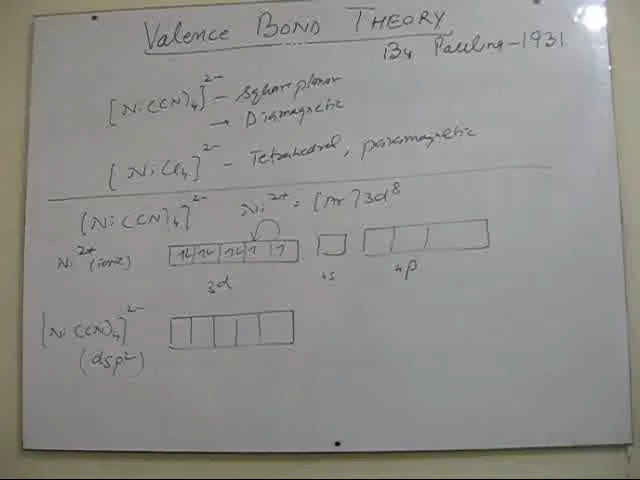 VALENCE BOND THEORY
By Pauling-1931
[Ni(CN)4]2- - Square planar
→ Diamagnetic
[NiCl4]2- - Tetrahedral, paramagnetic
[Ni(CN)4]2- Ni2+ = [Ar]3d8
Ni2+ (ionic) ↑↓ ↑↓ ↑↓ ↑ ↑
3d 4s 4p
[Ni(CN)4]2-
(dsp2)